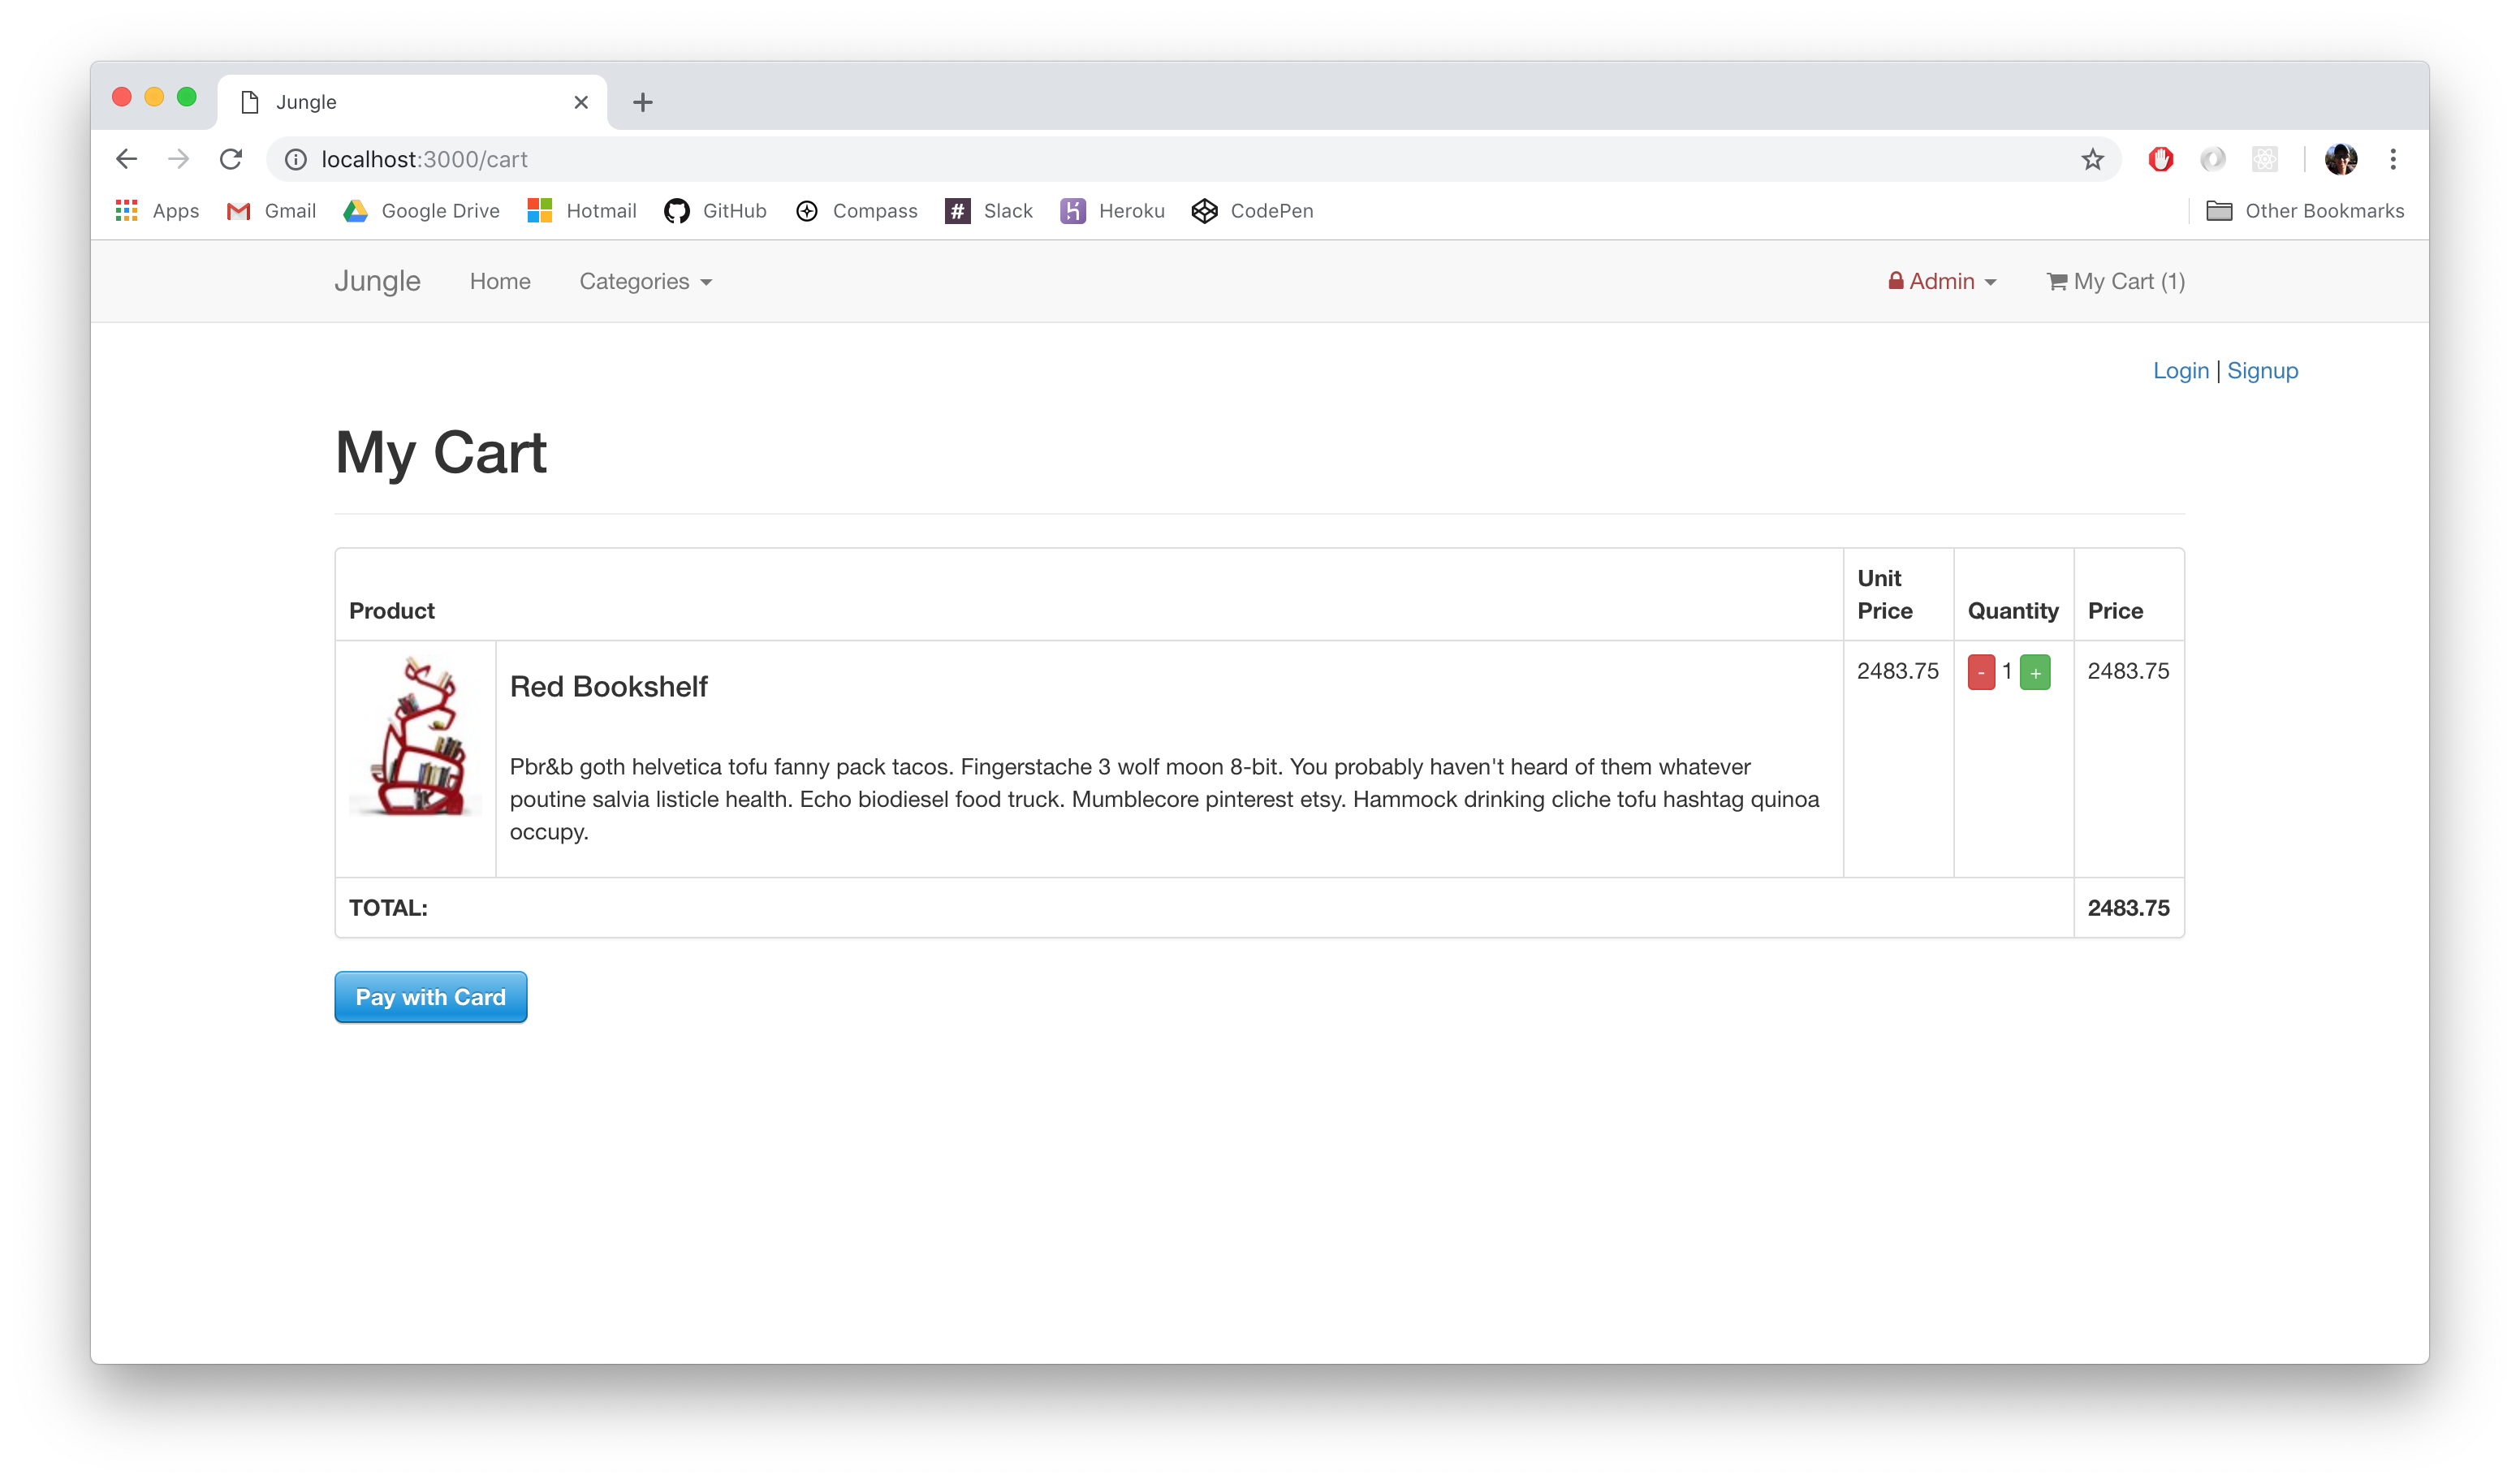 Jungle
localhost:3000/cart
Apps Gmail Google Drive Hotmail GitHub Compass # Slack Heroku CodePen Other Bookmarks
Jungle Home Categories Admin My Cart (1)
Login | Signup
My Cart
Product Unit Price Quantity Price
Red Bookshelf 2483.75 - 1 + 2483.75
Pbr&b goth helvetica tofu fanny pack tacos. Fingerstache 3 wolf moon 8-bit. You probably haven't heard of them whatever
poutine salvia listicle health. Echo biodiesel food truck. Mumblecore pinterest etsy. Hammock drinking cliche tofu hashtag quinoa
occupy.
TOTAL: 2483.75
Pay with Card